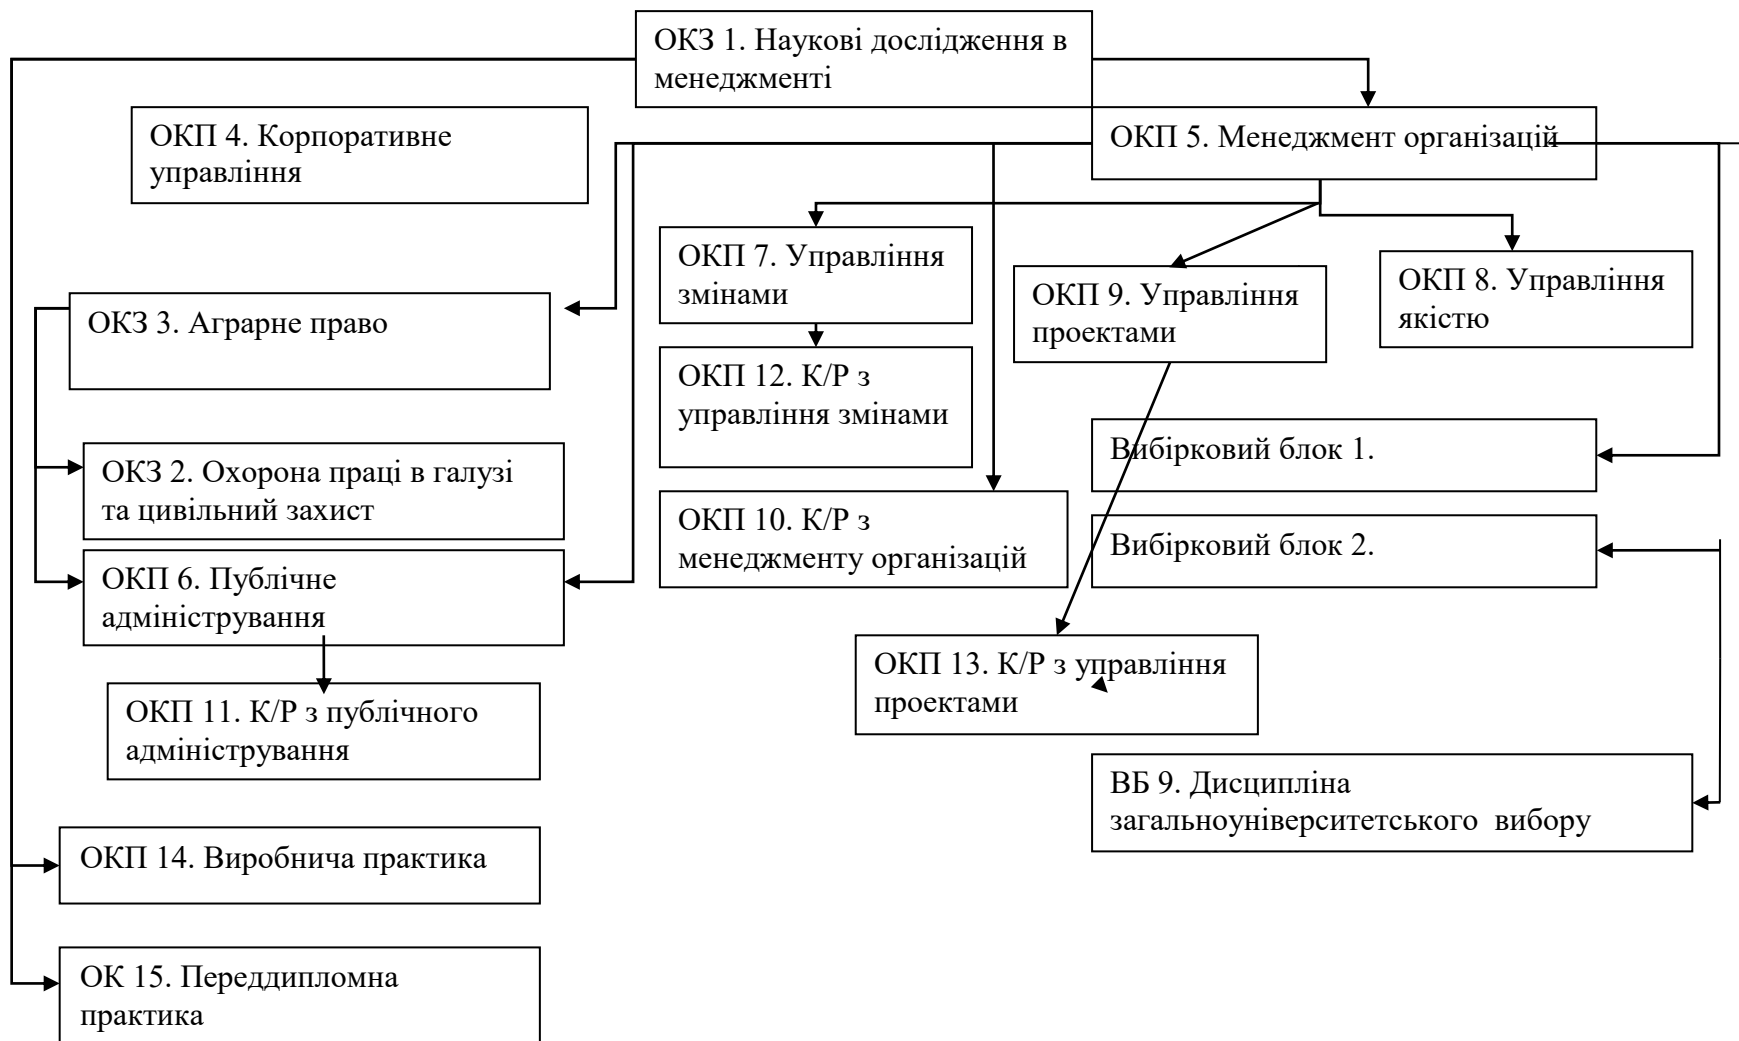 ОКЗ 1. Наукові дослідження в
менеджменті
ОКП 4. Корпоративне
управління
ОКП 5. Менеджмент організацій
ОКП 7. Управління
змінами
ОКП 9. Управління
проектами
ОКП 8. Управління
якістю
ОКЗ 3. Аграрне право
ОКП 12. К/Р з
управління змінами
Вибірковий блок 1.
ОКЗ 2. Охорона праці в галузі
та цивільний захист
ОКП 10. К/Р з
менеджменту організацій
Вибірковий блок 2.
ОКП 6. Публічне
адміністрування
ОКП 13. К/Р з управління
проектами
ОКП 11. К/Р з публічного
адміністрування
ВБ 9. Дисципліна
загальноуніверситетського вибору
ОКП 14. Виробнича практика
ОК 15. Переддипломна
практика